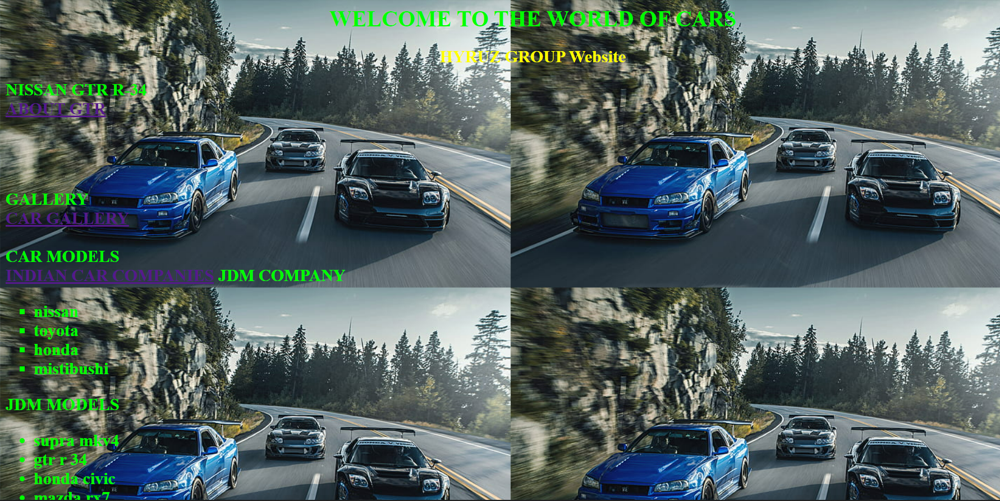 WELCOME TO THE WORLD OF CARS
HYRUZ GROUP Website
NISSAN GTR R-34
ABOUT GTR
GALLERY
CAR GALLERY
CAR MODELS
INDIAN CAR COMPANIES JDM COMPANY
nissan
toyota
honda
mistibushi
JDM MODELS
supra mkv4
gtr r 34
honda civic
mazda rx7